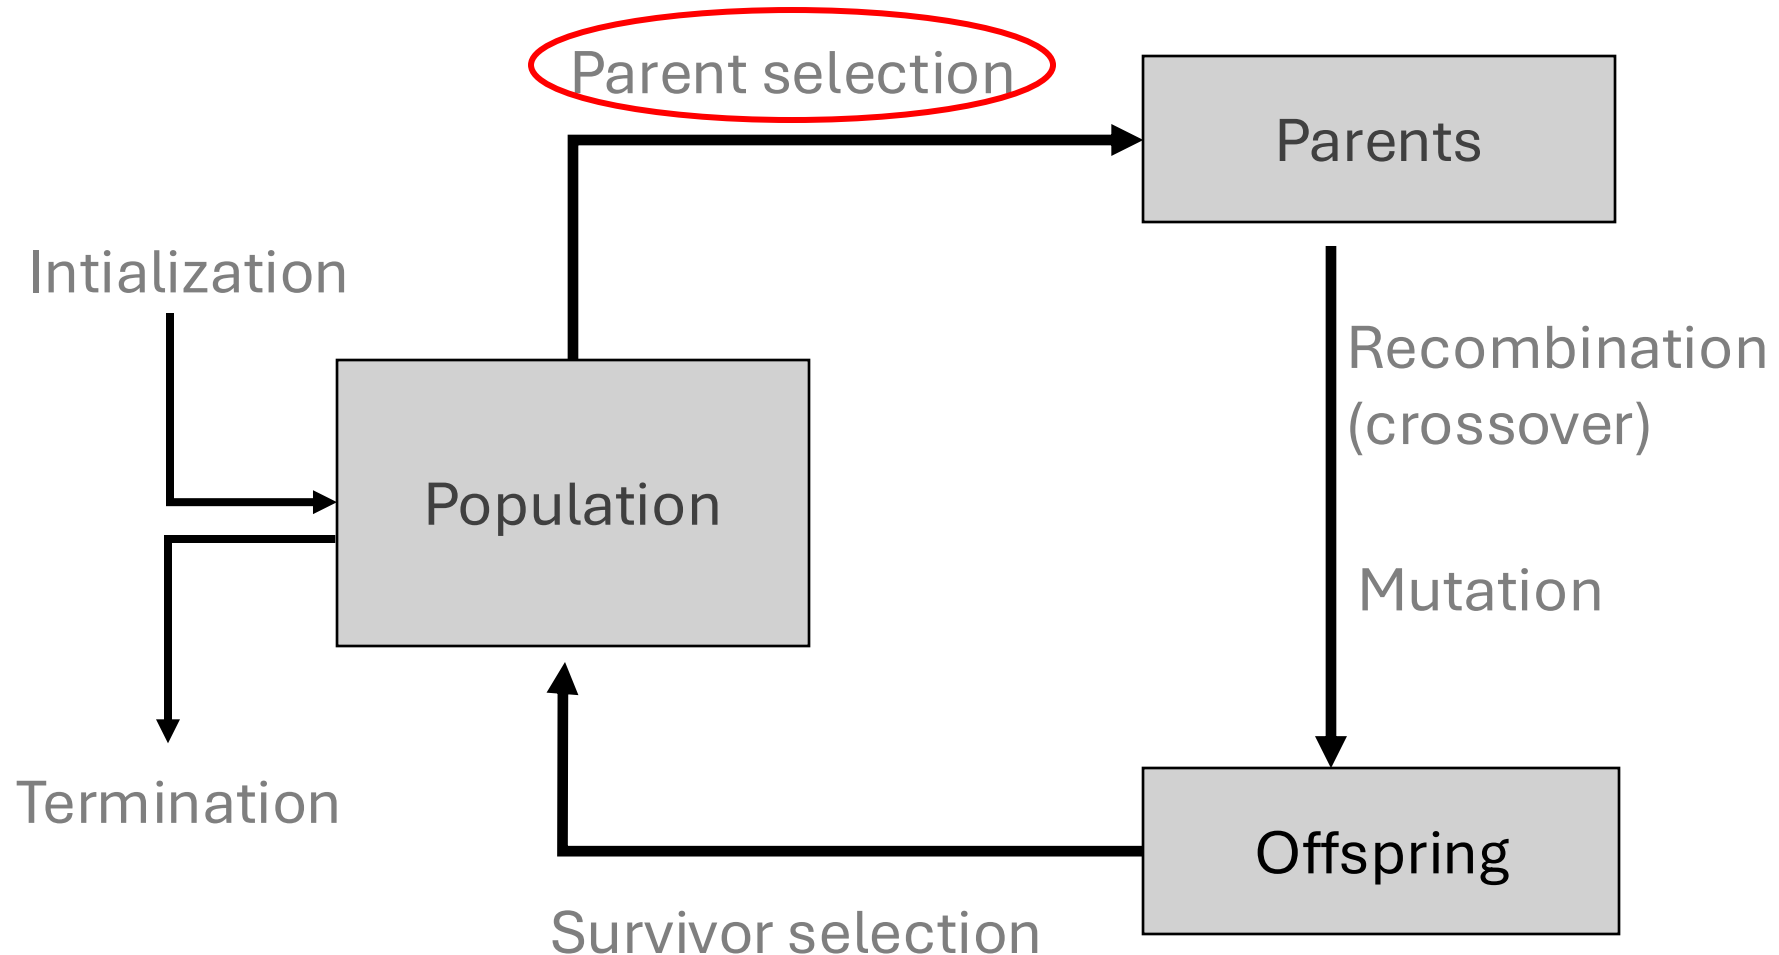 Parent selection
Parents
Intialization
Recombination
(crossover)
Population
Mutation
Termination
Offspring
Survivor selection